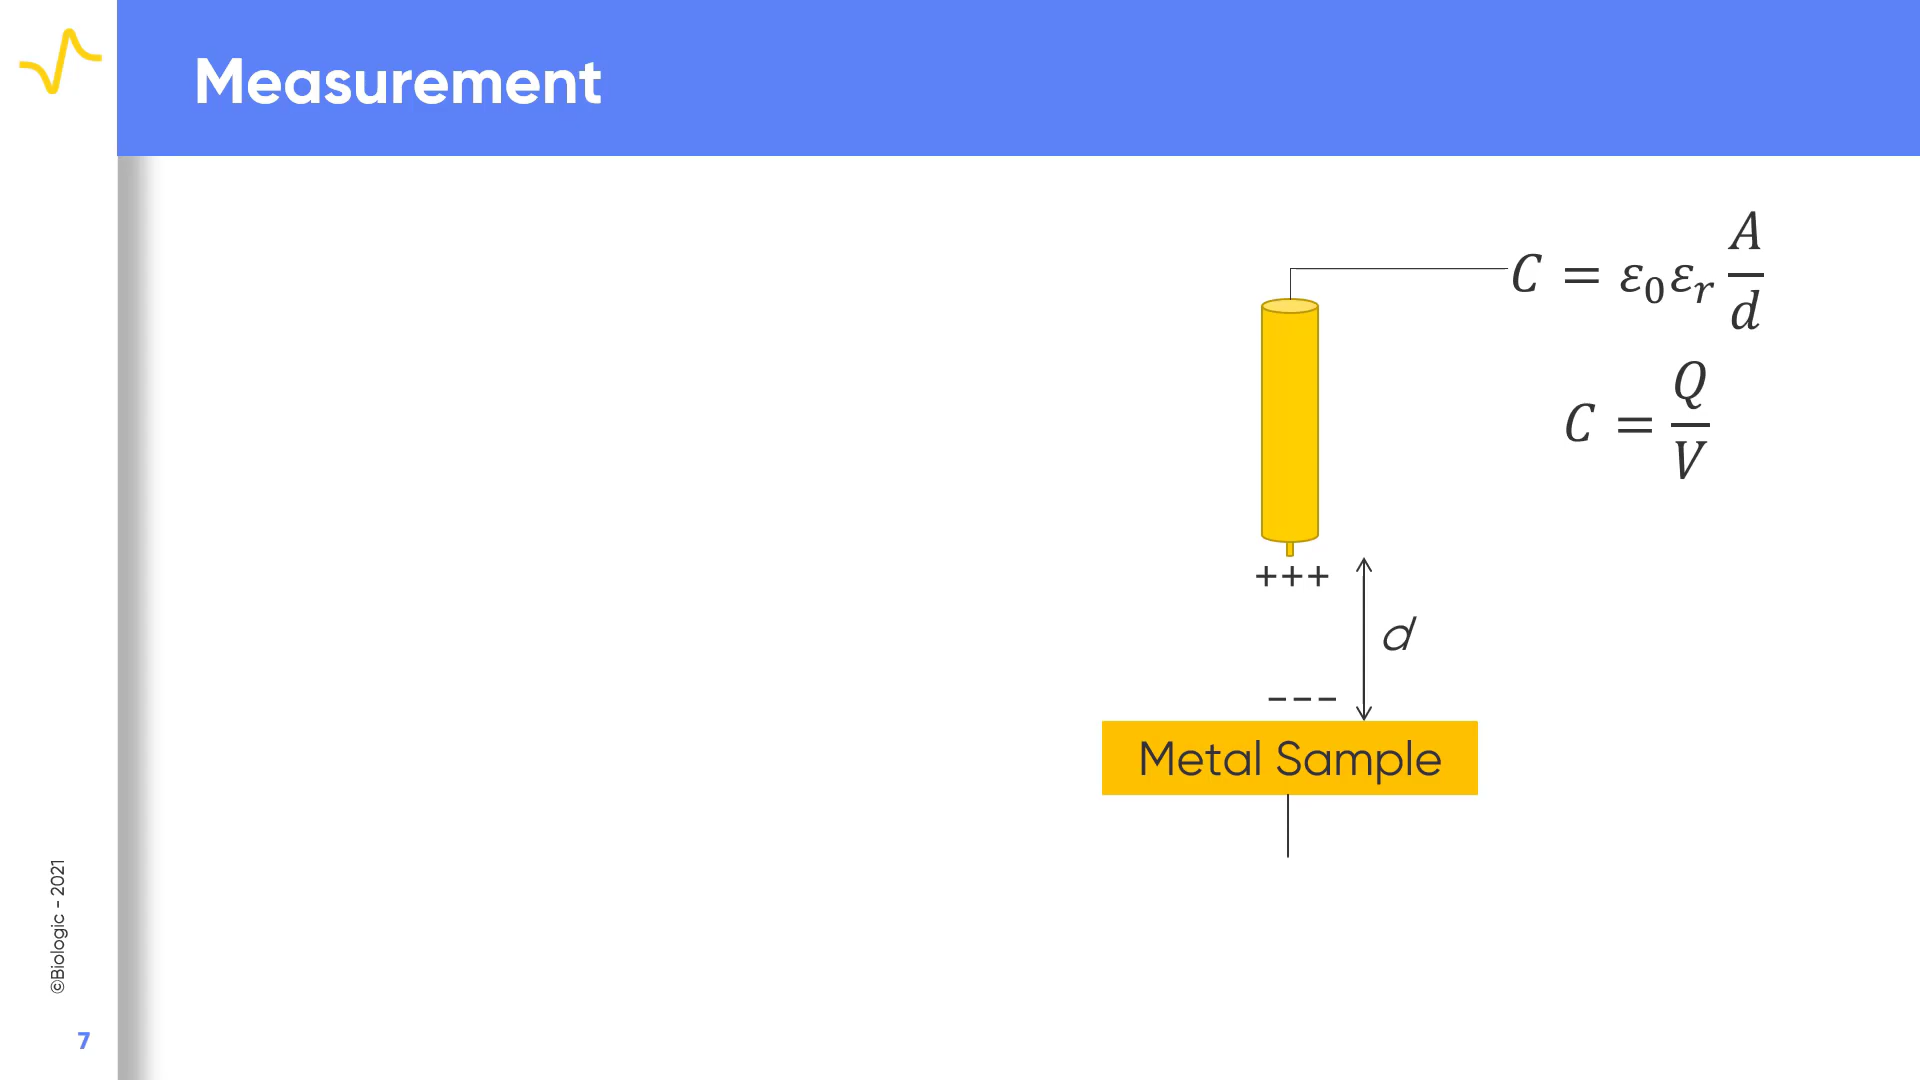 Measurement
C = ε₀εᵣ A/d
C = Q/V
+++
d
---
Metal Sample
©Biologic - 2021
7